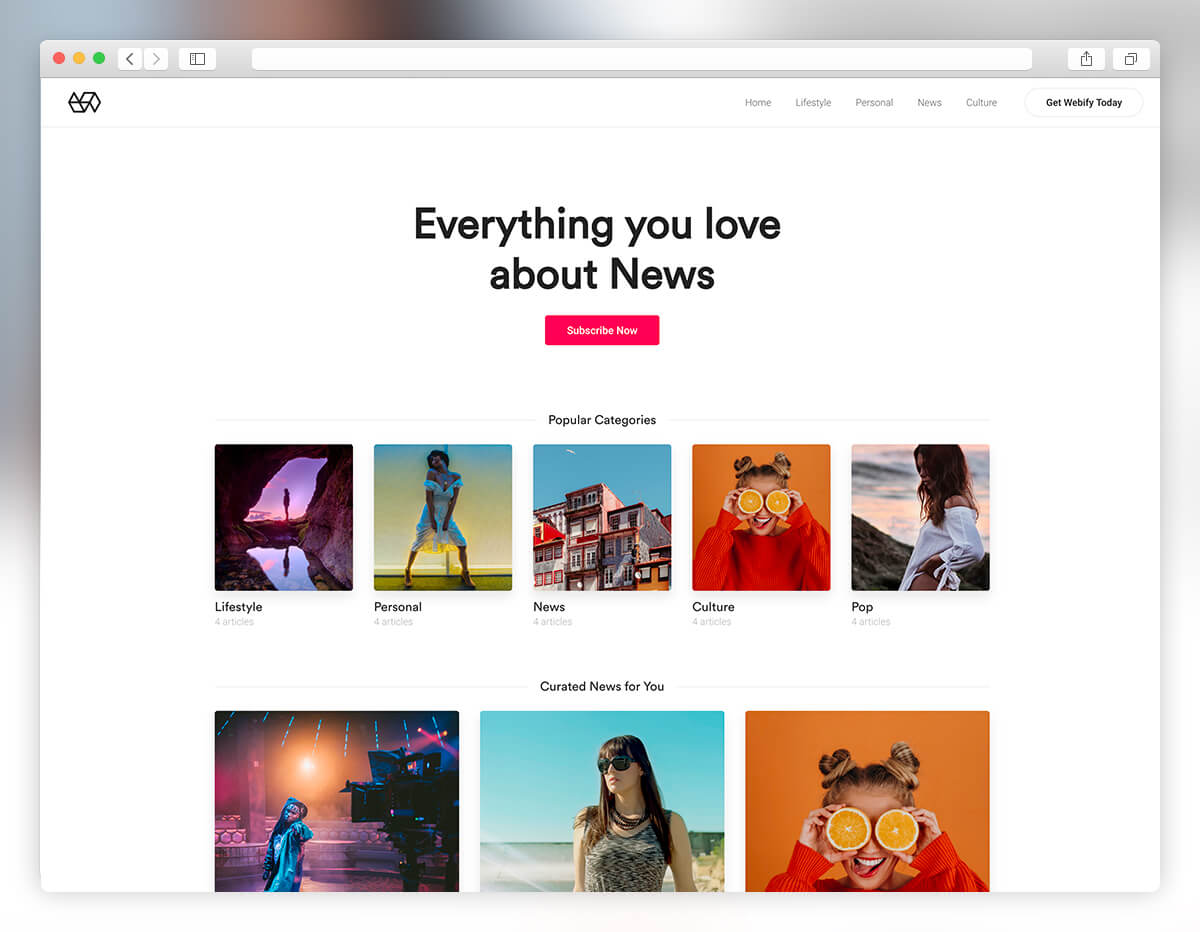 Home Lifestyle Personal News Culture Get Webify Today
Everything you love
about News
Subscribe Now
Popular Categories
Lifestyle Personal News Culture Pop
4 articles 4 articles 4 articles 4 articles 4 articles
Curated News for You